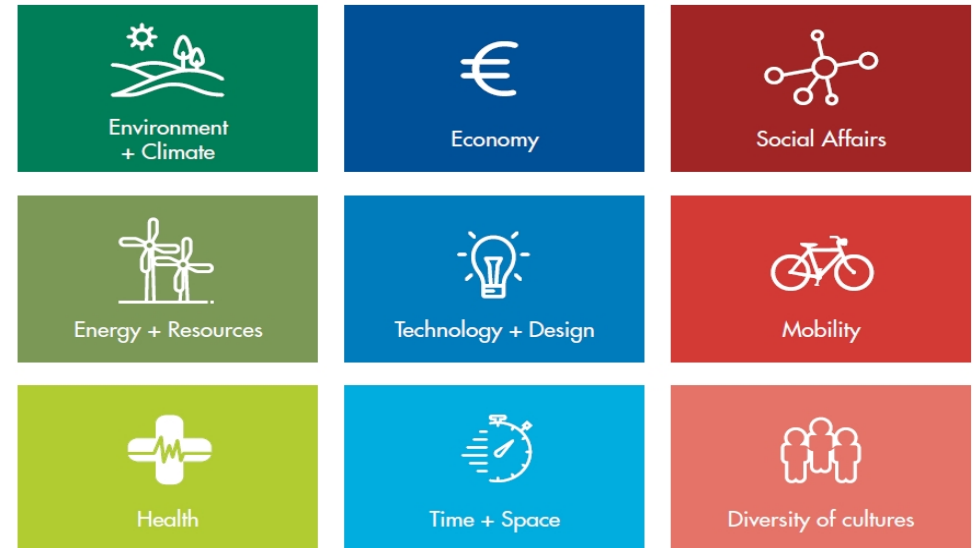 Environment
+ Climate
Economy
Social Affairs
Energy + Resources
Technology + Design
Mobility
Health
Time + Space
Diversity of cultures